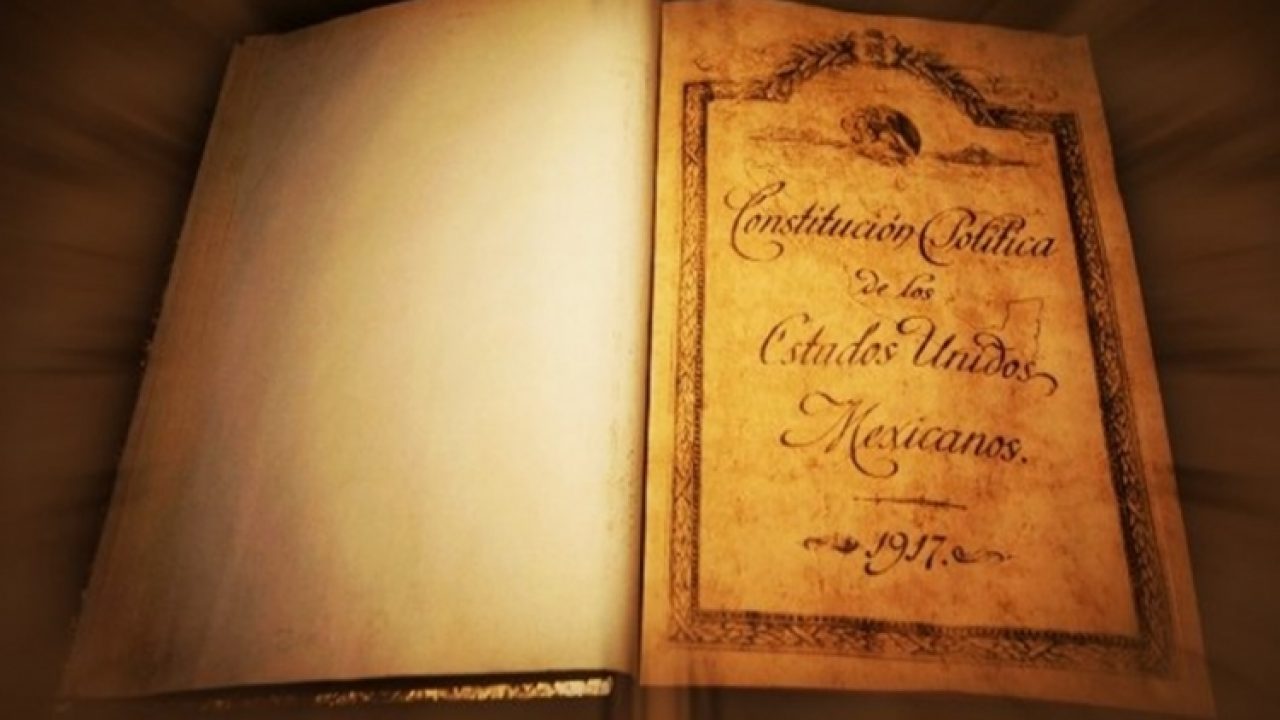 Constitución Política
de los
Estados Unidos
Mexicanos.
1917.